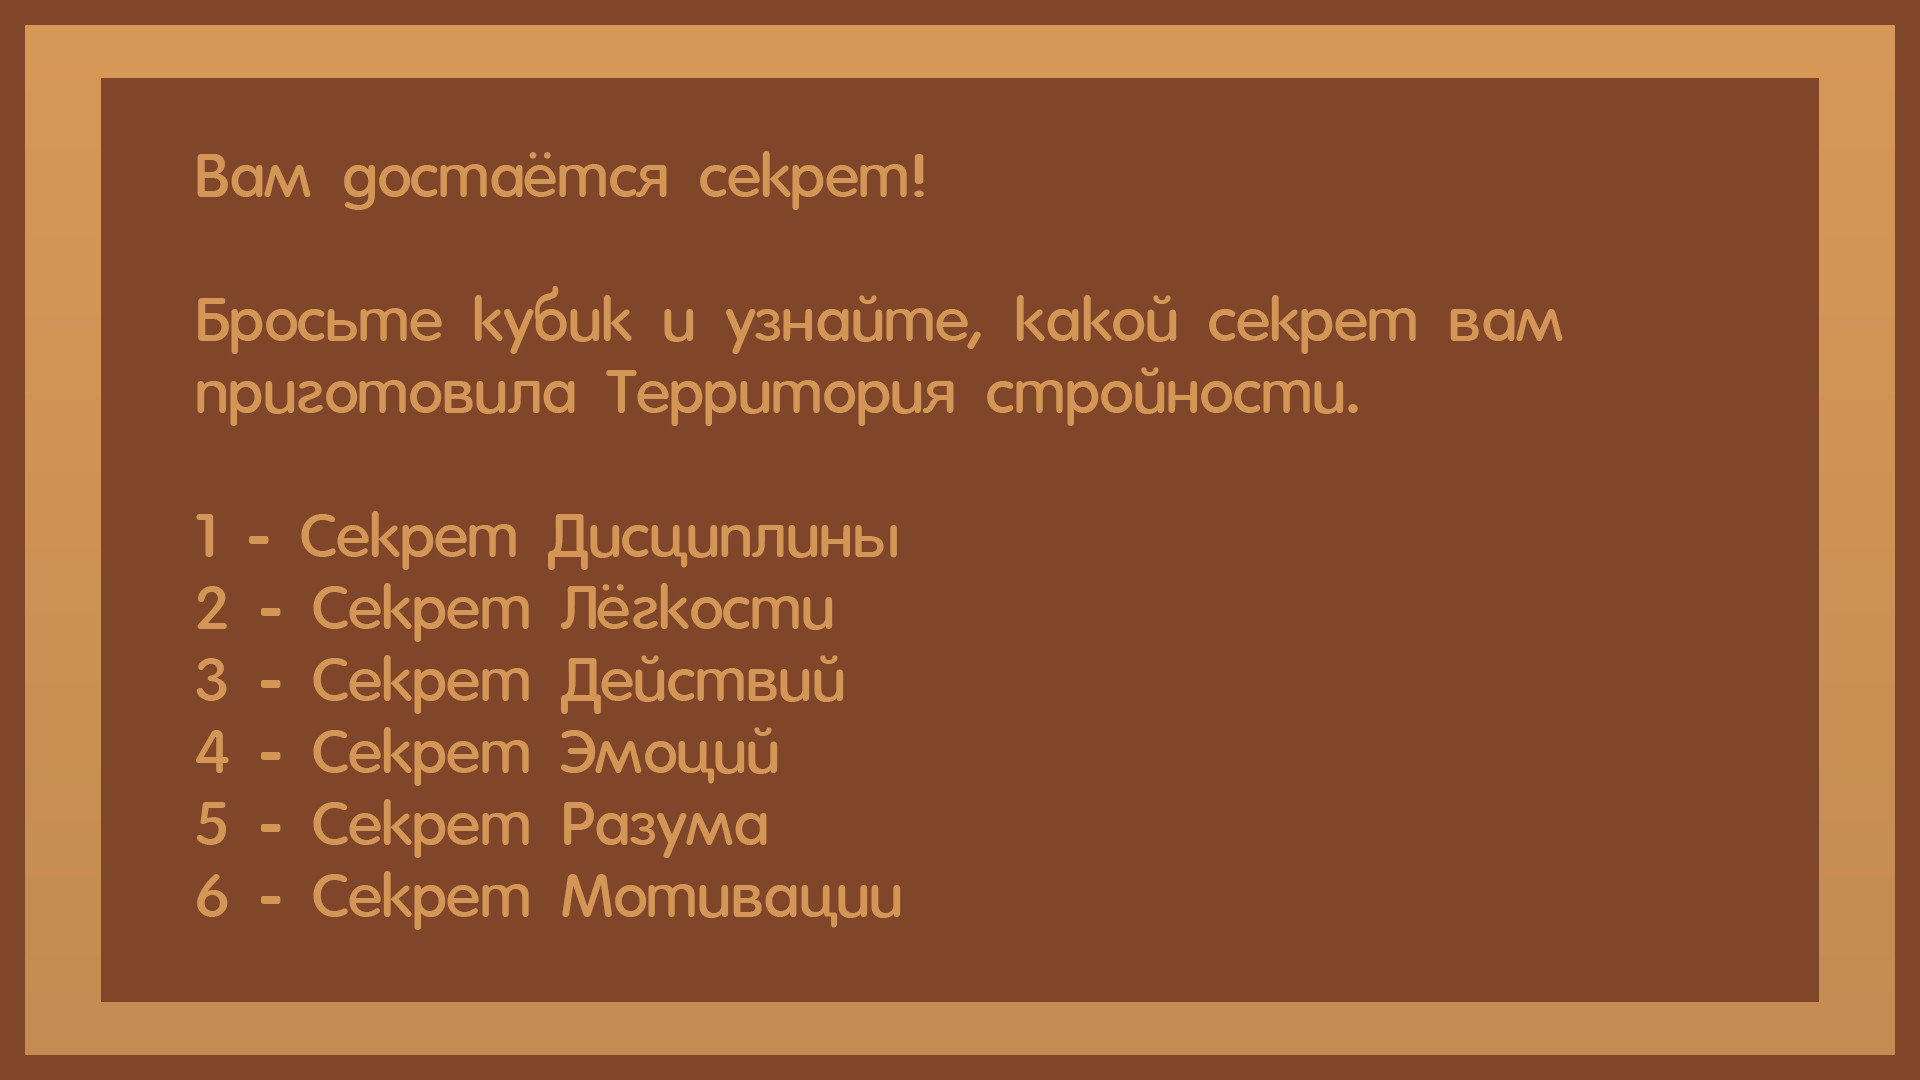 Вам достаётся секрет!
Бросьте кубик и узнайте, какой секрет вам
приготовила Территория стройности.
1 - Секрет Дисциплины
2 - Секрет Лёгкости
3 - Секрет Действий
4 - Секрет Эмоций
5 - Секрет Разума
6 - Секрет Мотивации